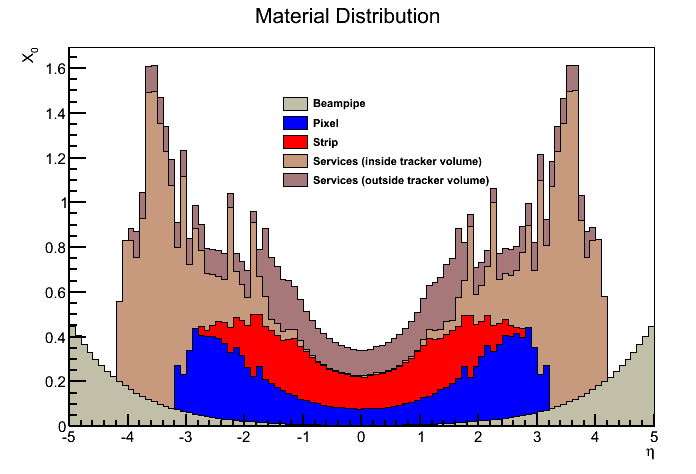 Material Distribution
X0
1.6
1.4
1.2
1
0.8
0.6
0.4
0.2
0
Beampipe
Pixel
Strip
Services (inside tracker volume)
Services (outside tracker volume)
-5 -4 -3 -2 -1 0 1 2 3 4 5
η